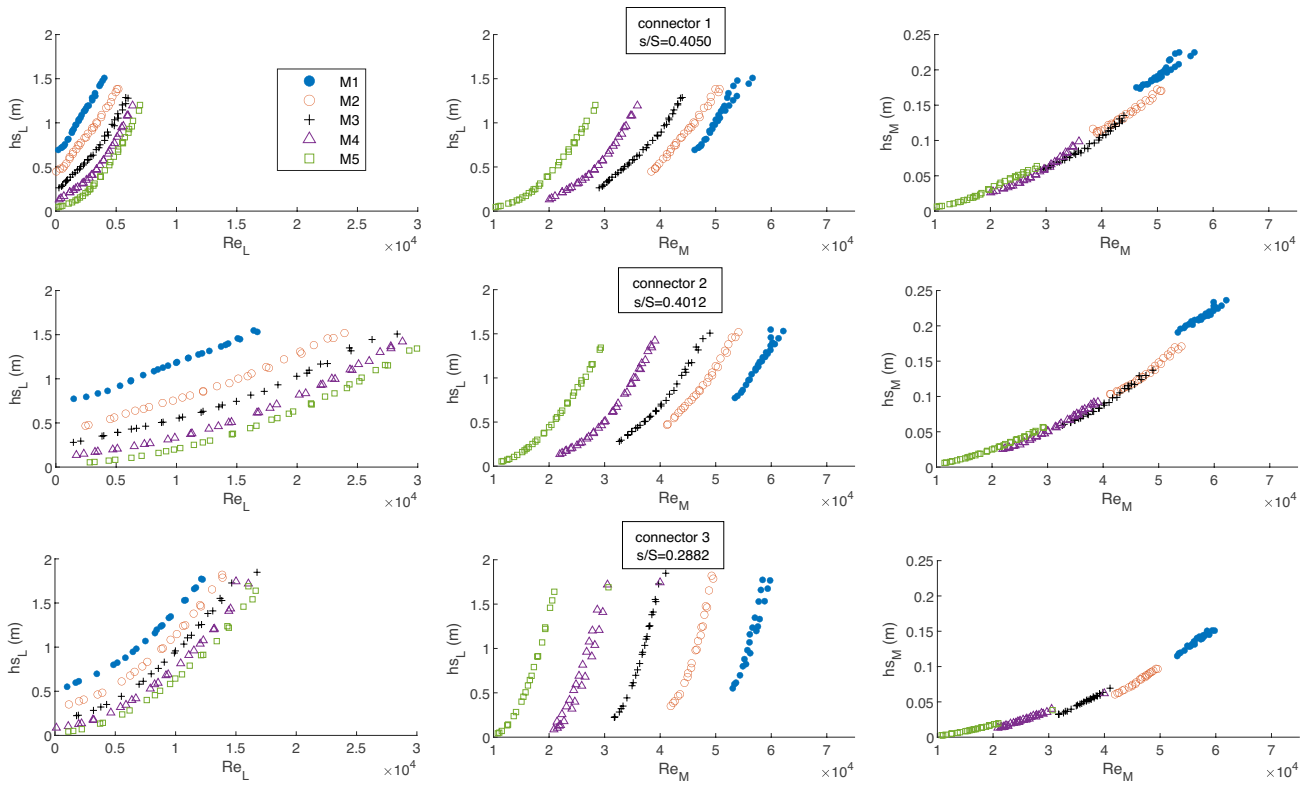 connector 1
s/S=0.4050
2
1.5
1
0.5
0
hs_L (m)
0 0.5 1 1.5 2 2.5 3
Re_L
×10^4
M1
M2
M3
M4
M5
2
1.5
1
0.5
0
hs_L (m)
1 2 3 4 5 6 7
Re_M
×10^4
0.25
0.2
0.15
0.1
0.05
0
hs_M (m)
1 2 3 4 5 6 7
Re_M
×10^4
connector 2
s/S=0.4012
2
1.5
1
0.5
0
hs_L (m)
0 0.5 1 1.5 2 2.5 3
Re_L
×10^4
2
1.5
1
0.5
0
hs_L (m)
1 2 3 4 5 6 7
Re_M
×10^4
0.25
0.2
0.15
0.1
0.05
0
hs_M (m)
1 2 3 4 5 6 7
Re_M
×10^4
connector 3
s/S=0.2882
2
1.5
1
0.5
0
hs_L (m)
0 0.5 1 1.5 2 2.5 3
Re_L
×10^4
2
1.5
1
0.5
0
hs_L (m)
1 2 3 4 5 6 7
Re_M
×10^4
0.25
0.2
0.15
0.1
0.05
0
hs_M (m)
1 2 3 4 5 6 7
Re_M
×10^4